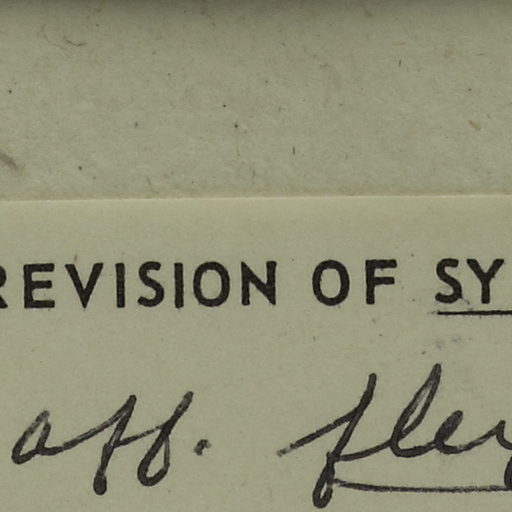 REVISION OF SY
aff. fle